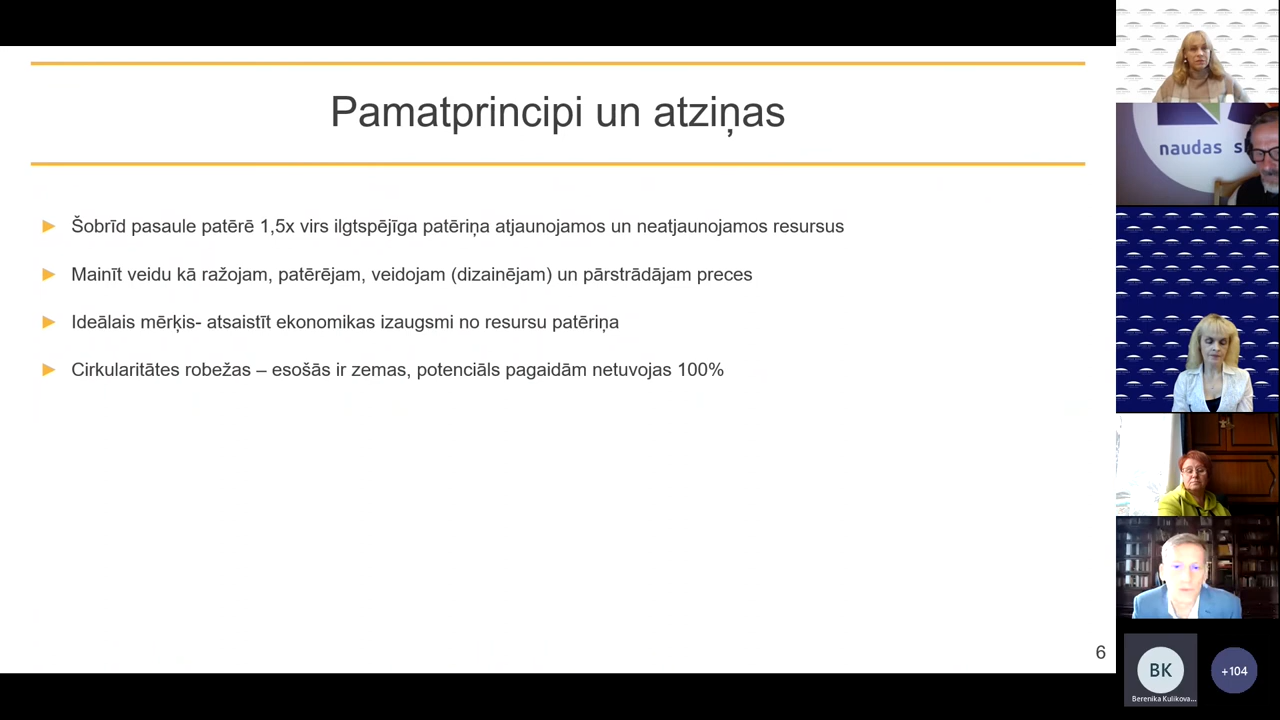 Pamatprincipi un atziņas
Šobrīd pasaule patērē 1,5x virs ilgtspējīga patēriņa atjaunojamos un neatjaunojamos resursus
Mainīt veidu kā ražojam, patērējam, veidojam (dizainējam) un pārstrādājam preces
Ideālais mērķis- atsaistīt ekonomikas izaugsmi no resursu patēriņa
Cirkularitātes robežas – esošās ir zemas, potenciāls pagaidām netuvojas 100%
6
naudas
BK
Berenika Kulikova...
+104